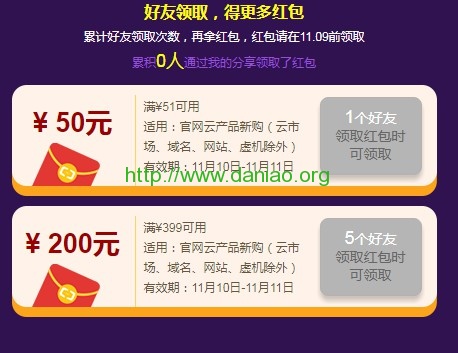 好友领取，得更多红包
累计好友领取次数，再拿红包，红包请在11.09前领取
累积0人通过我的分享领取了红包
¥ 50元
满¥51可用
适用：官网云产品新购（云市
场、域名、网站、虚机除外）
有效期：11月10日-11月11日
1个好友
领取红包时
可领取
http://www.daniao.org
¥ 200元
满¥399可用
适用：官网云产品新购（云市
场、域名、网站、虚机除外）
有效期：11月10日-11月11日
5个好友
领取红包时
可领取